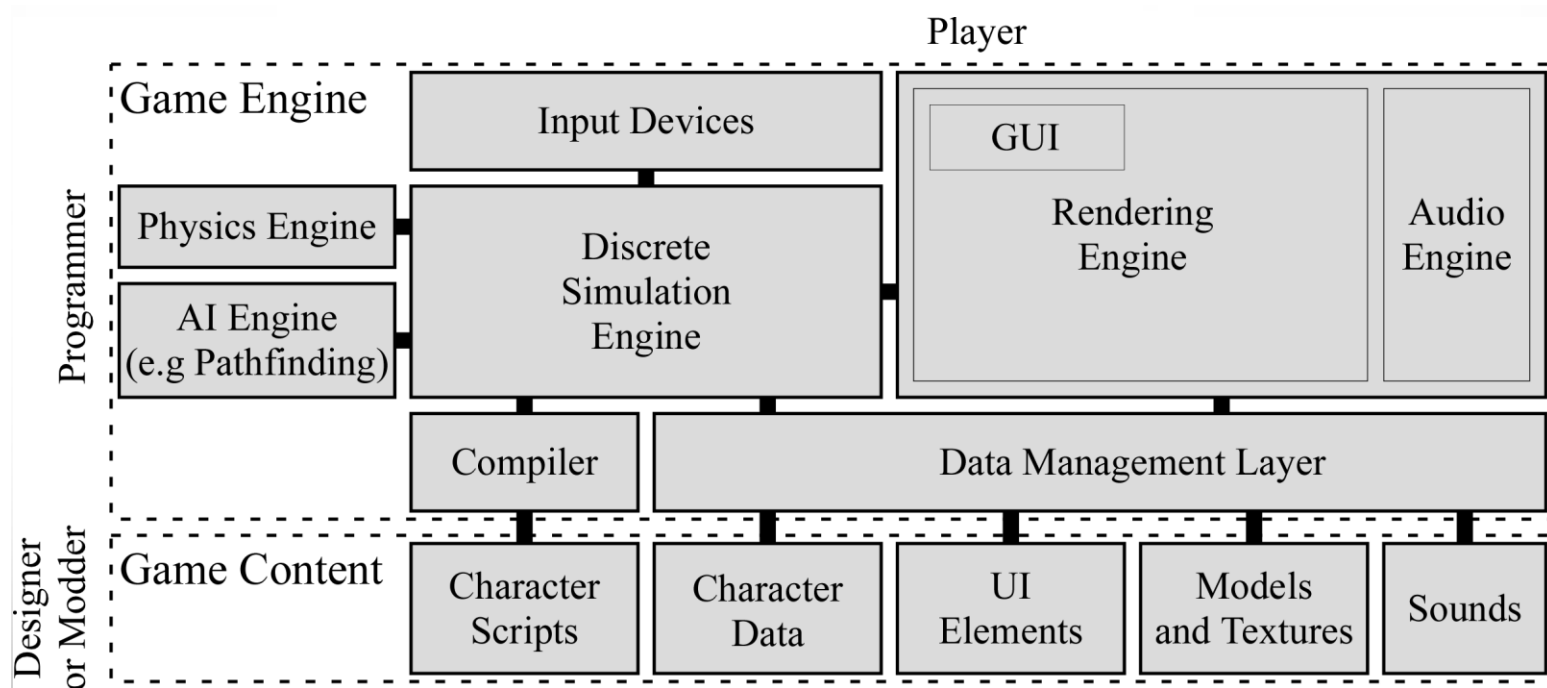 Player
Game Engine
Input Devices
GUI
Rendering
Engine
Audio
Engine
Programmer
Physics Engine
Discrete
Simulation
Engine
AI Engine
(e.g Pathfinding)
Compiler
Data Management Layer
Designer
or Modder
Game Content
Character
Scripts
Character
Data
UI
Elements
Models
and Textures
Sounds